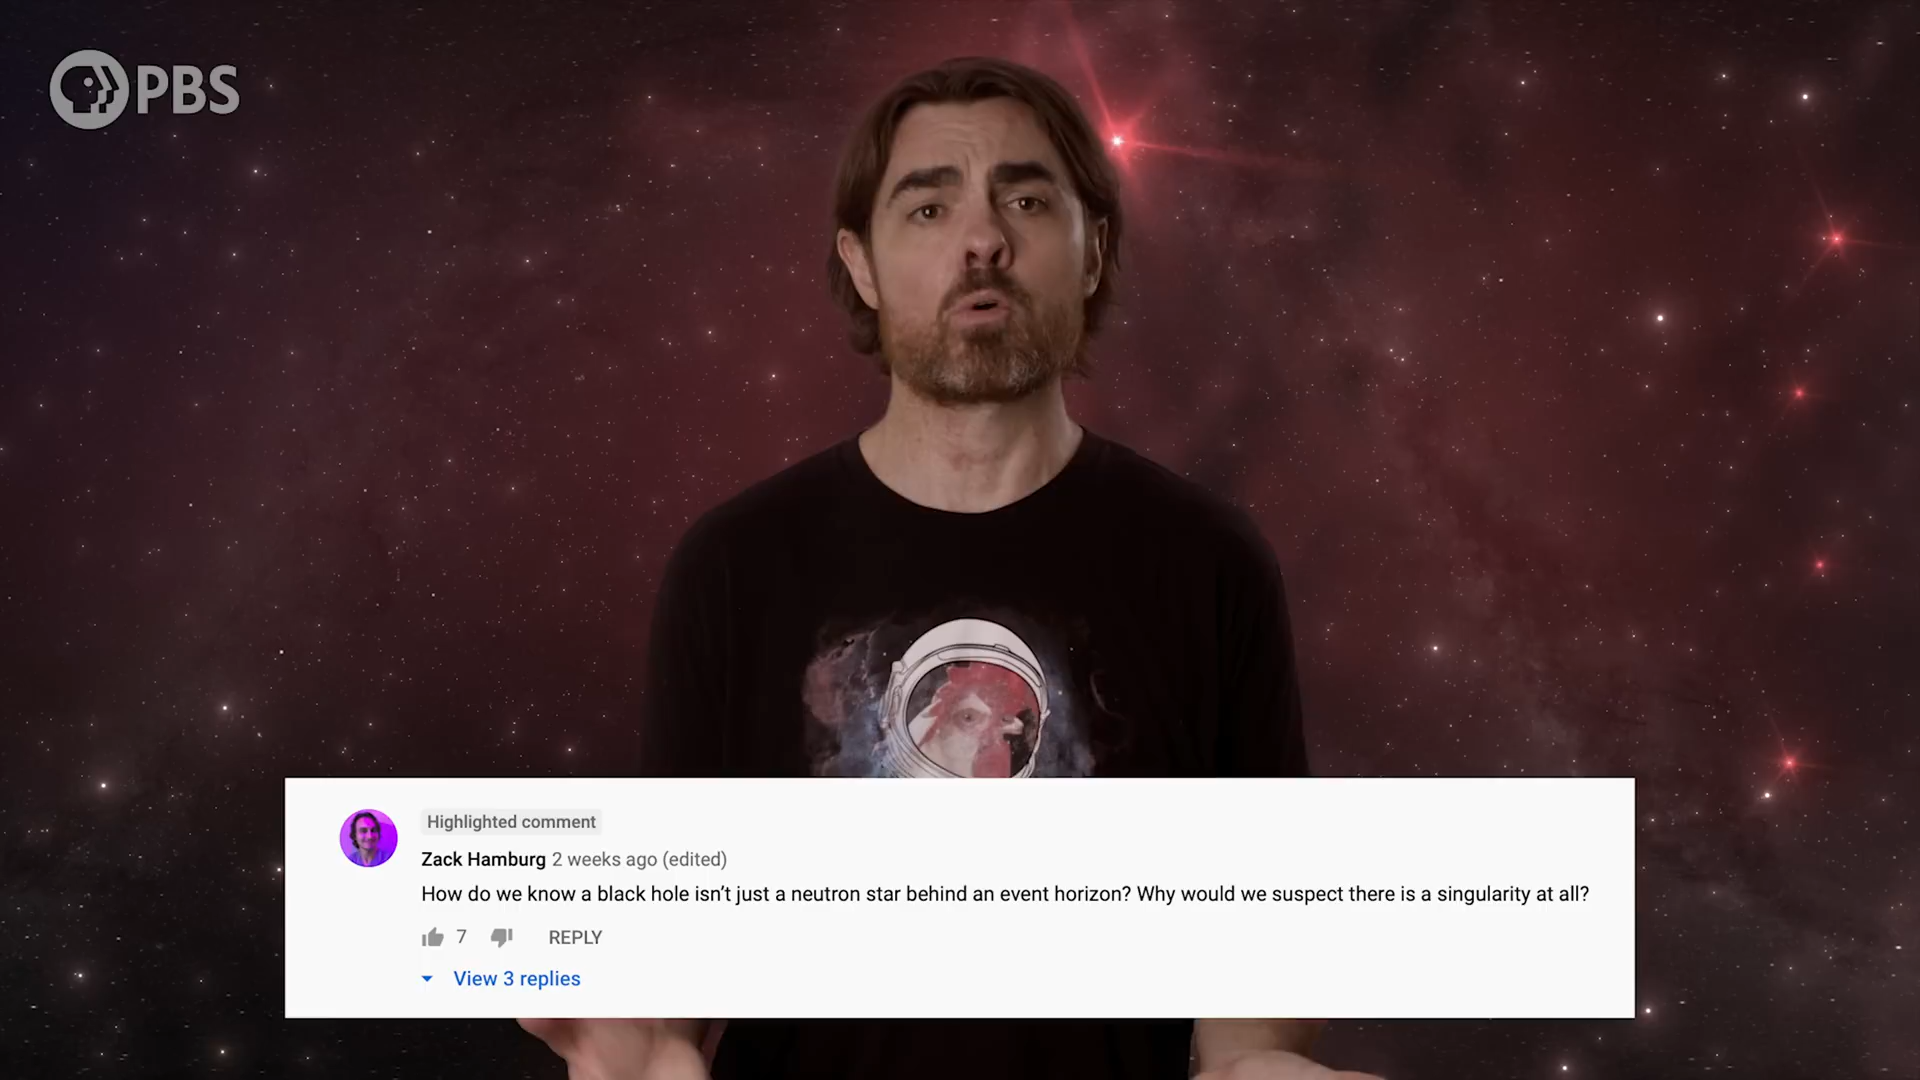 PBS
Highlighted comment
Zack Hamburg 2 weeks ago (edited)
How do we know a black hole isn’t just a neutron star behind an event horizon? Why would we suspect there is a singularity at all?
7 REPLY
View 3 replies